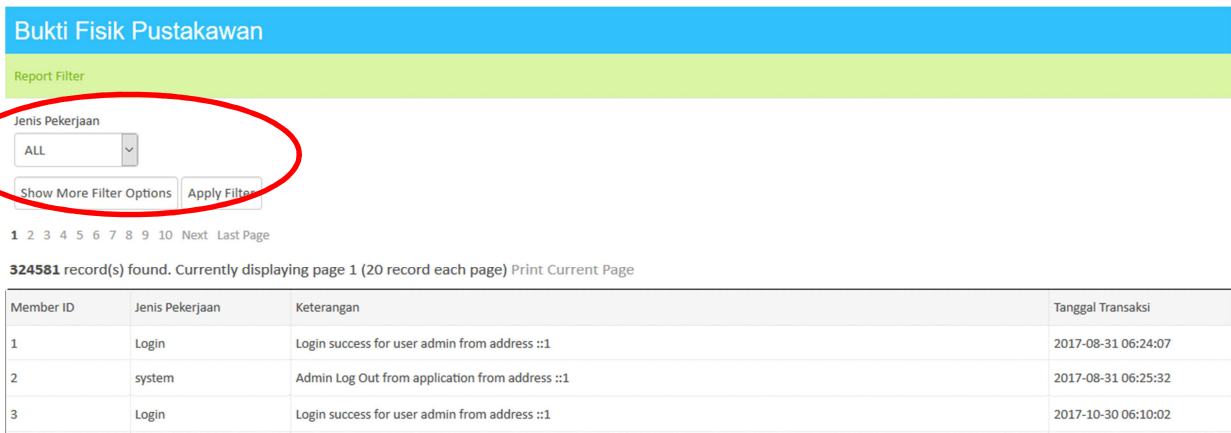 Bukti Fisik Pustakawan
Report Filter
Jenis Pekerjaan
ALL
Show More Filter Options Apply Filter
1 2 3 4 5 6 7 8 9 10 Next Last Page
324581 record(s) found. Currently displaying page 1 (20 record each page) Print Current Page
Member ID Jenis Pekerjaan Keterangan Tanggal Transaksi
1 Login Login success for user admin from address ::1 2017-08-31 06:24:07
2 system Admin Log Out from application from address ::1 2017-08-31 06:25:32
3 Login Login success for user admin from address ::1 2017-10-30 06:10:02